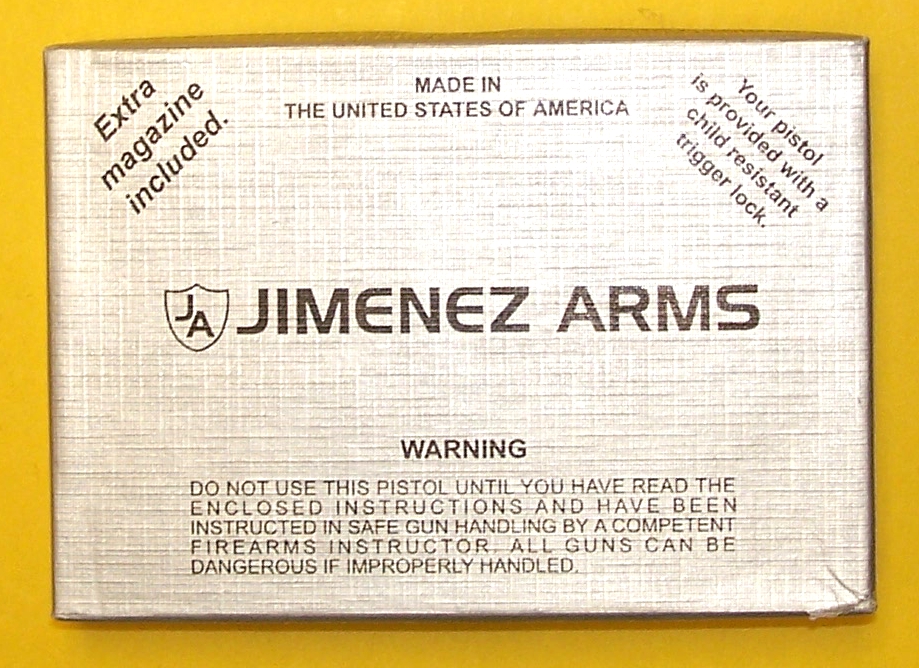 Extra
magazine
included.
MADE IN
THE UNITED STATES OF AMERICA
Your pistol
is provided with a
child resistant
trigger lock.
JA JIMENEZ ARMS
WARNING
DO NOT USE THIS PISTOL UNTIL YOU HAVE READ THE
ENCLOSED INSTRUCTIONS AND HAVE BEEN
INSTRUCTED IN SAFE GUN HANDLING BY A COMPETENT
FIREARMS INSTRUCTOR. ALL GUNS CAN BE
DANGEROUS IF IMPROPERLY HANDLED.